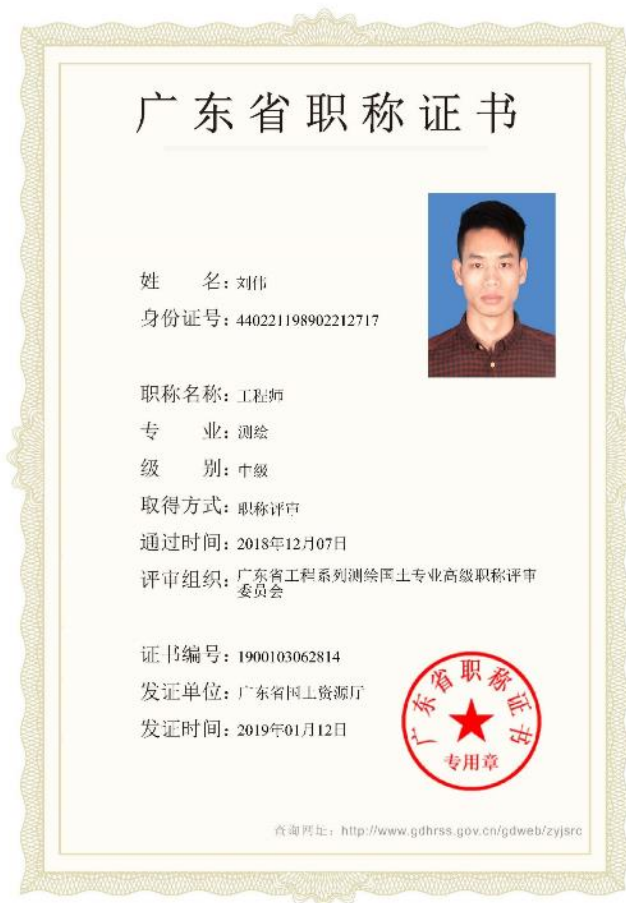 广东省职称证书
姓 名：刘伟
身份证号：440221198902212717
职称名称：工程师
专 业：测绘
级 别：中级
取得方式：职称评审
通过时间：2018年12月07日
评审组织：广东省工程系列测绘国土专业高级职称评审
委员会
证书编号：1900103062814
发证单位：广东省国土资源厅
发证时间：2019年01月12日
广东省职称证书
专用章
查询网址：http://www.gdhrss.gov.cn/gdweb/zyjsrc